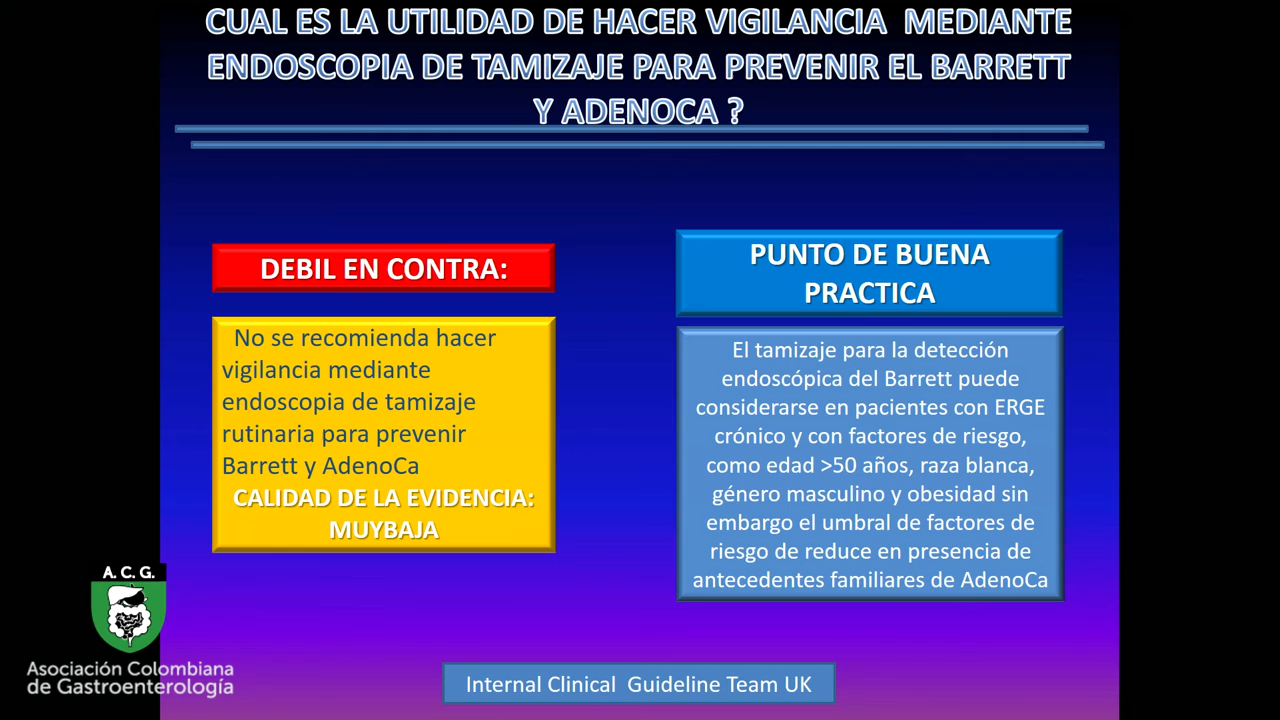 CUAL ES LA UTILIDAD DE HACER VIGILANCIA MEDIANTE
ENDOSCOPIA DE TAMIZAJE PARA PREVENIR EL BARRETT
Y ADENOCA ?
DEBIL EN CONTRA:
No se recomienda hacer
vigilancia mediante
endoscopia de tamizaje
rutinaria para prevenir
Barrett y AdenoCa
CALIDAD DE LA EVIDENCIA:
MUYBAJA
PUNTO DE BUENA
PRACTICA
El tamizaje para la detección
endoscópica del Barrett puede
considerarse en pacientes con ERGE
crónico y con factores de riesgo,
como edad >50 años, raza blanca,
género masculino y obesidad sin
embargo el umbral de factores de
riesgo de reduce en presencia de
antecedentes familiares de AdenoCa
A. C. G.
Asociación Colombiana
de Gastroenterología
Internal Clinical Guideline Team UK